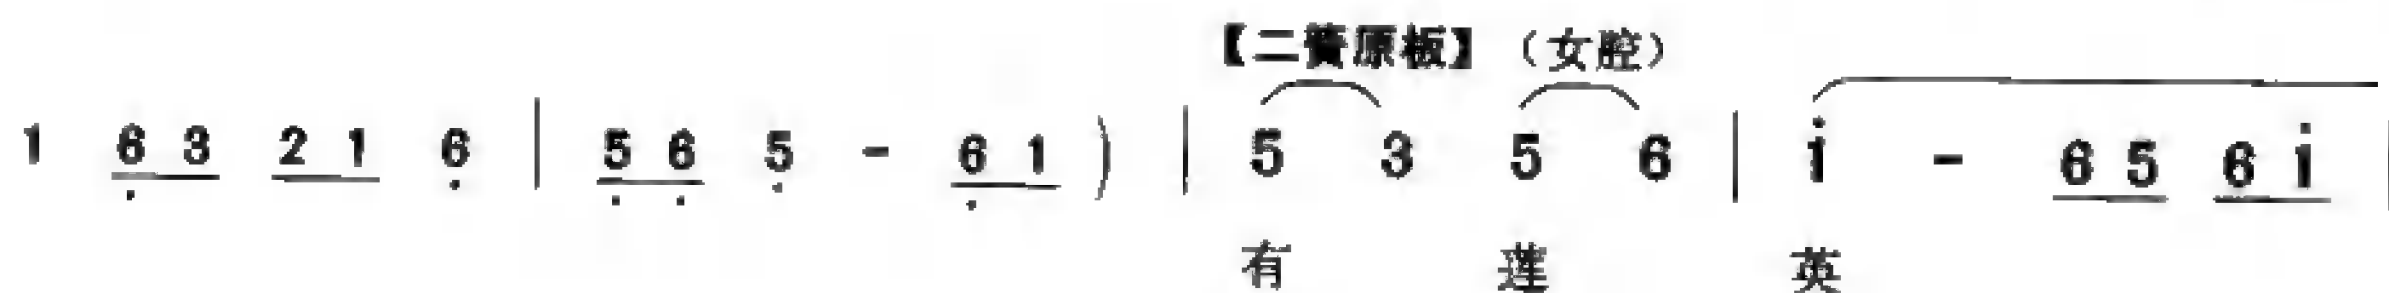 【二簧原板】（女腔）
1 6̣ 3 2 1 6̣ | 5̣ 6̣ 5̣ - 6̣ 1 ) | 5 3 5 6 | i̇ - 6 5 6 i̇ |
有 莲 英